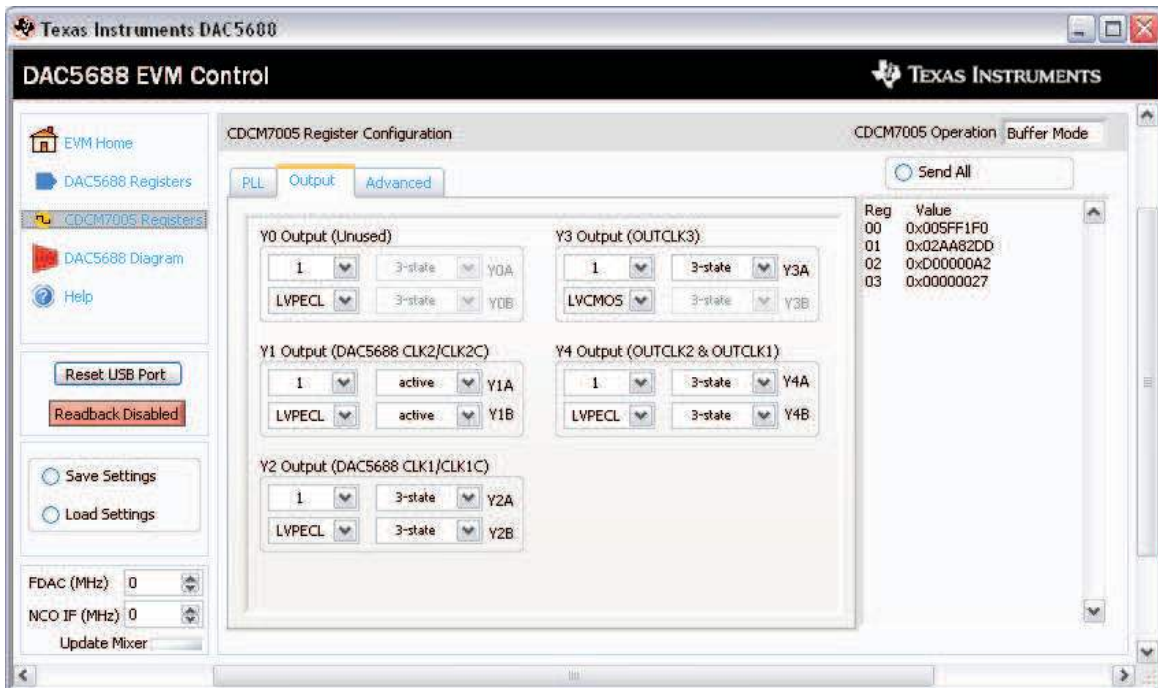 Texas Instruments DAC5688
DAC5688 EVM Control
TEXAS INSTRUMENTS
EVM Home
DAC5688 Registers
CDCM7005 Registers
DAC5688 Diagram
Help
Reset USB Port
Readback Disabled
Save Settings
Load Settings
FDAC (MHz) 0
NCO IF (MHz) 0
Update Mixer
CDCM7005 Register Configuration
CDCM7005 Operation Buffer Mode
PLL Output Advanced
Send All
Y0 Output (Unused)
1 3-state Y0A
LVPECL 3-state Y0B
Y1 Output (DAC5688 CLK2/CLK2C)
1 active Y1A
LVPECL active Y1B
Y2 Output (DAC5688 CLK1/CLK1C)
1 3-state Y2A
LVPECL 3-state Y2B
Y3 Output (OUTCLK3)
1 3-state Y3A
LVCMOS 3-state Y3B
Y4 Output (OUTCLK2 & OUTCLK1)
1 3-state Y4A
LVPECL 3-state Y4B
Reg Value
00 0x005FF1F0
01 0x02AA82DD
02 0xD00000A2
03 0x00000027